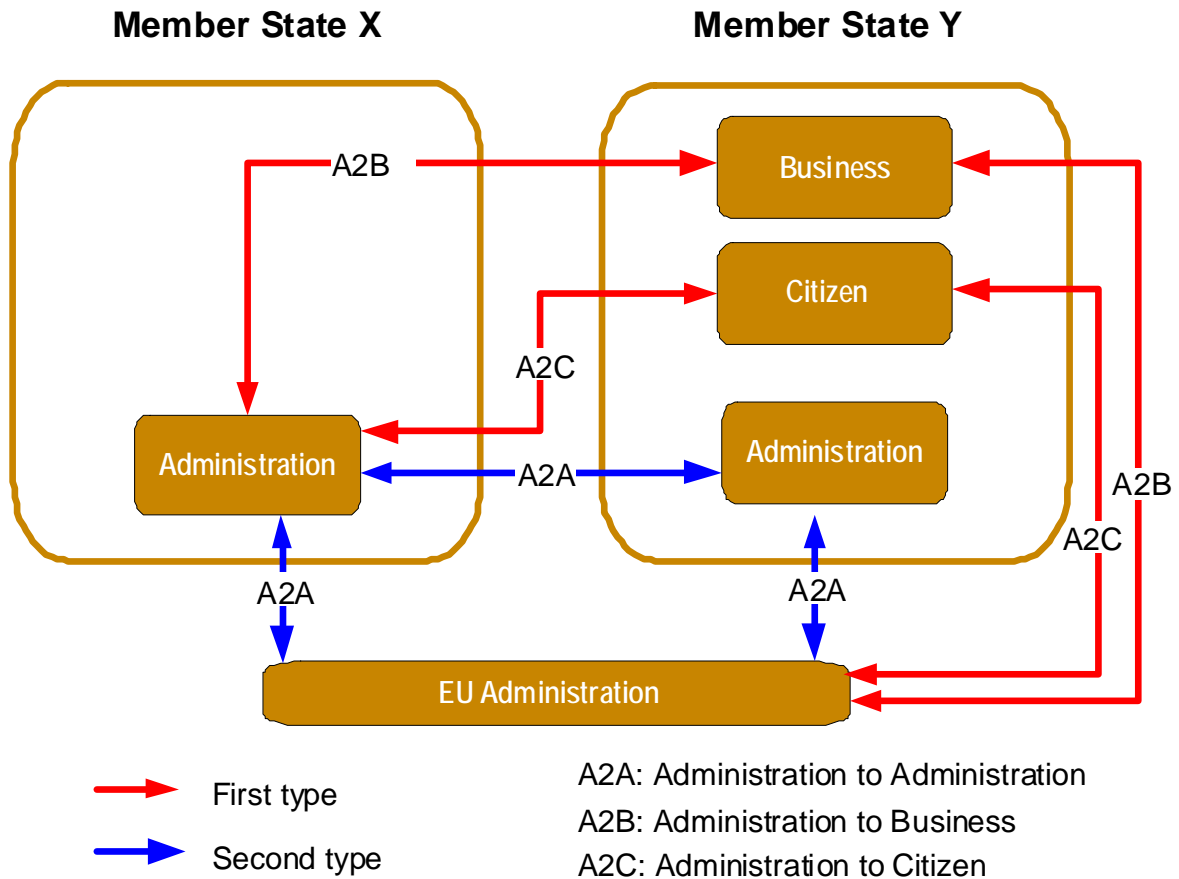 Member State X
Member State Y
Business
A2B
Citizen
A2C
Administration
Administration
A2A
A2B
A2C
A2A
A2A
EU Administration
First type
Second type
A2A: Administration to Administration
A2B: Administration to Business
A2C: Administration to Citizen